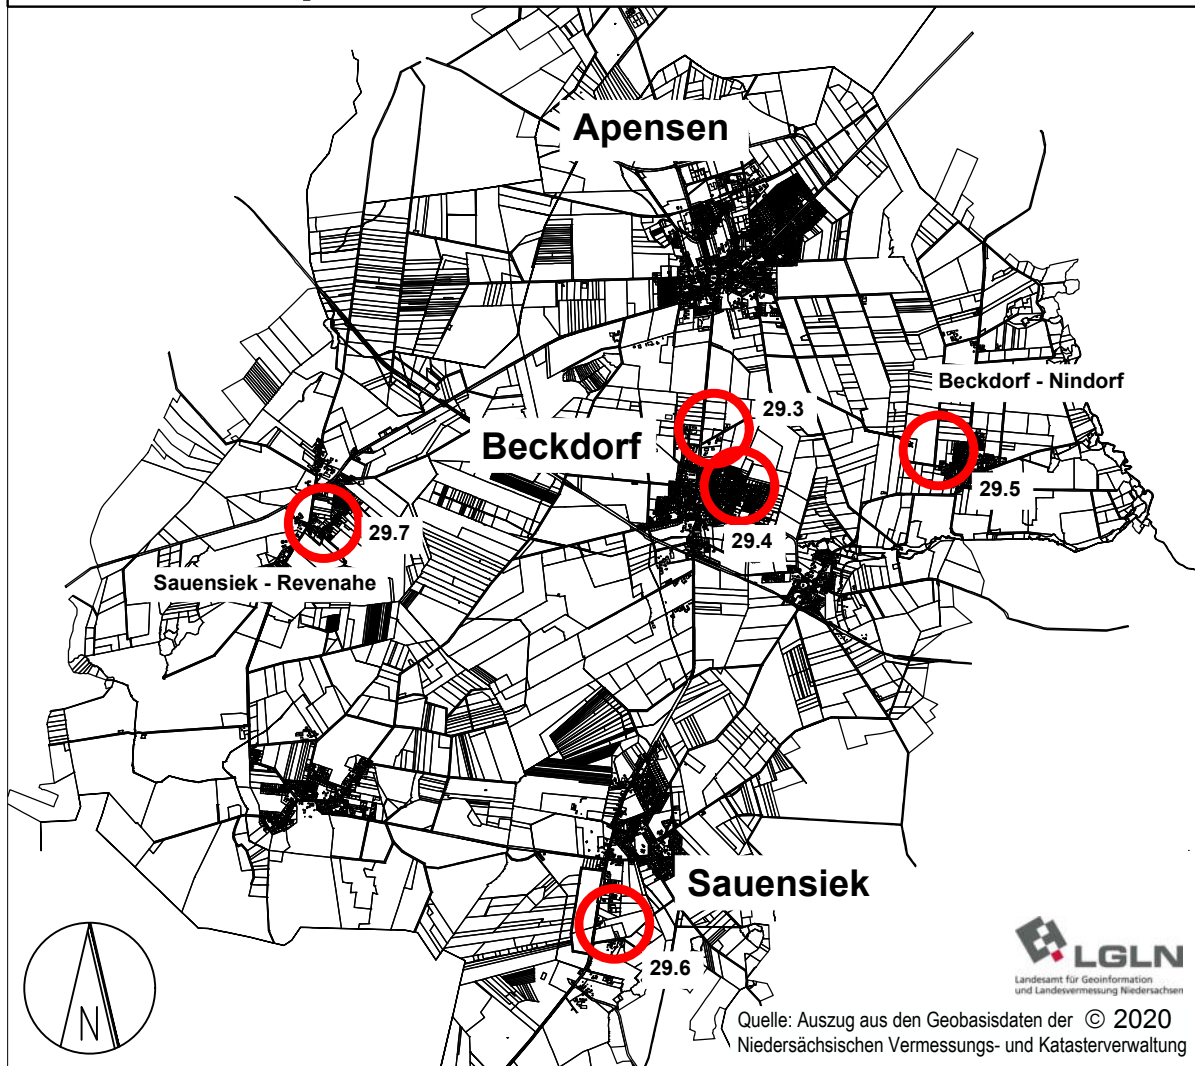 Apensen
Beckdorf - Nindorf
29.3
Beckdorf
29.5
29.7
29.4
Sauensiek - Revenahe
Sauensiek
29.6
N
LGLN
Landesamt für Geoinformation
und Landesvermessung Niedersachsen
Quelle: Auszug aus den Geobasisdaten der © 2020
Niedersächsischen Vermessungs- und Katasterverwaltung